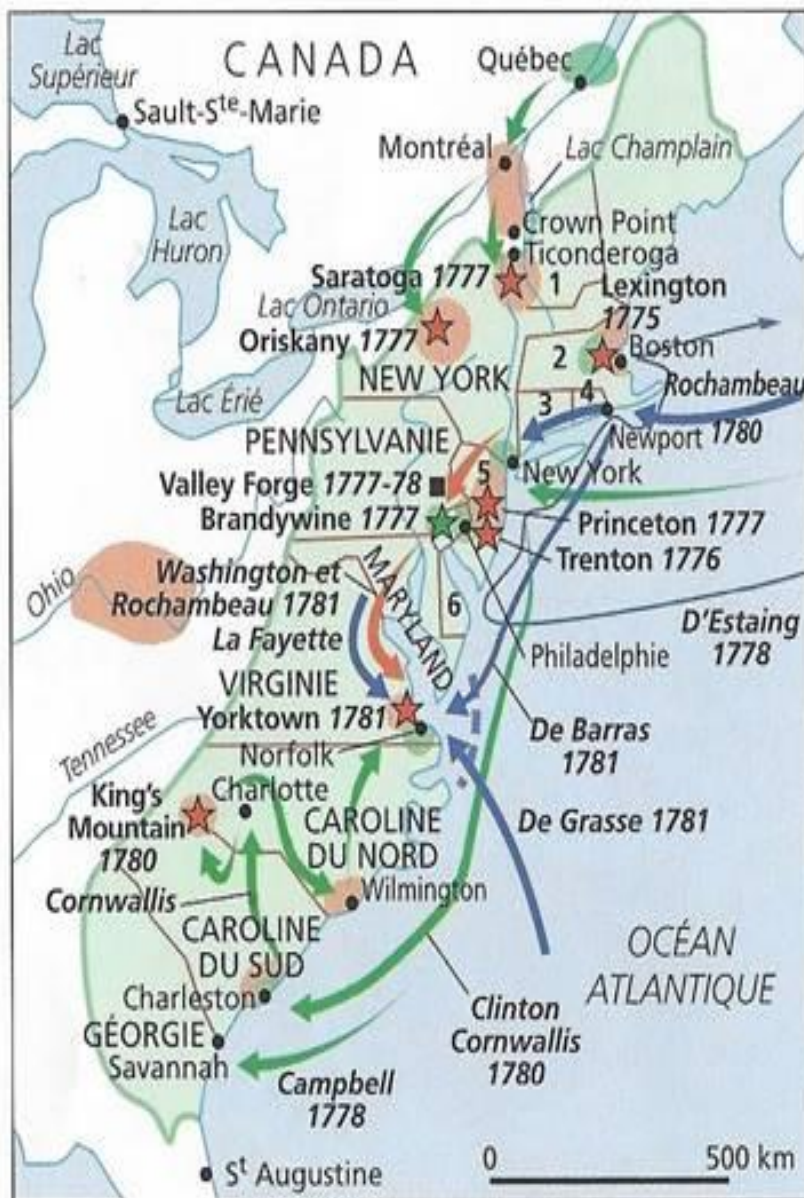 Lac
Supérieur
CANADA
Québec
Sault-Sᵗᵉ-Marie
Montréal
Lac Champlain
Lac
Huron
Crown Point
Ticonderoga
Saratoga 1777
1
Lexington
1775
Lac Ontario
Oriskany 1777
2
Boston
NEW YORK
4
Rochambeau
1780
Lac Érié
3
Newport
PENNSYLVANIE
5
New York
Valley Forge 1777-78
Brandywine 1777
Princeton 1777
Trenton 1776
Ohio
Washington et
Rochambeau 1781
MARYLAND
6
La Fayette
Philadelphie
D'Estaing
1778
VIRGINIE
Yorktown 1781
Norfolk
De Barras
1781
Tennessee
King's
Mountain
1780
Charlotte
CAROLINE
DU NORD
De Grasse 1781
Cornwallis
Wilmington
CAROLINE
DU SUD
OCÉAN
ATLANTIQUE
Charleston
Clinton
Cornwallis
1780
GÉORGIE
Savannah
Campbell
1778
Sᵗ Augustine
0 500 km